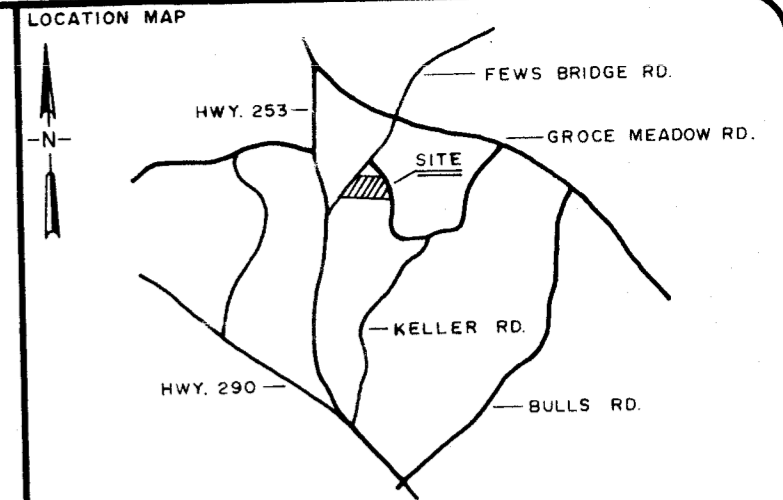 LOCATION MAP
FEWS BRIDGE RD.
HWY. 253
-N-
GROCE MEADOW RD.
SITE
KELLER RD.
HWY. 290
BULLS RD.